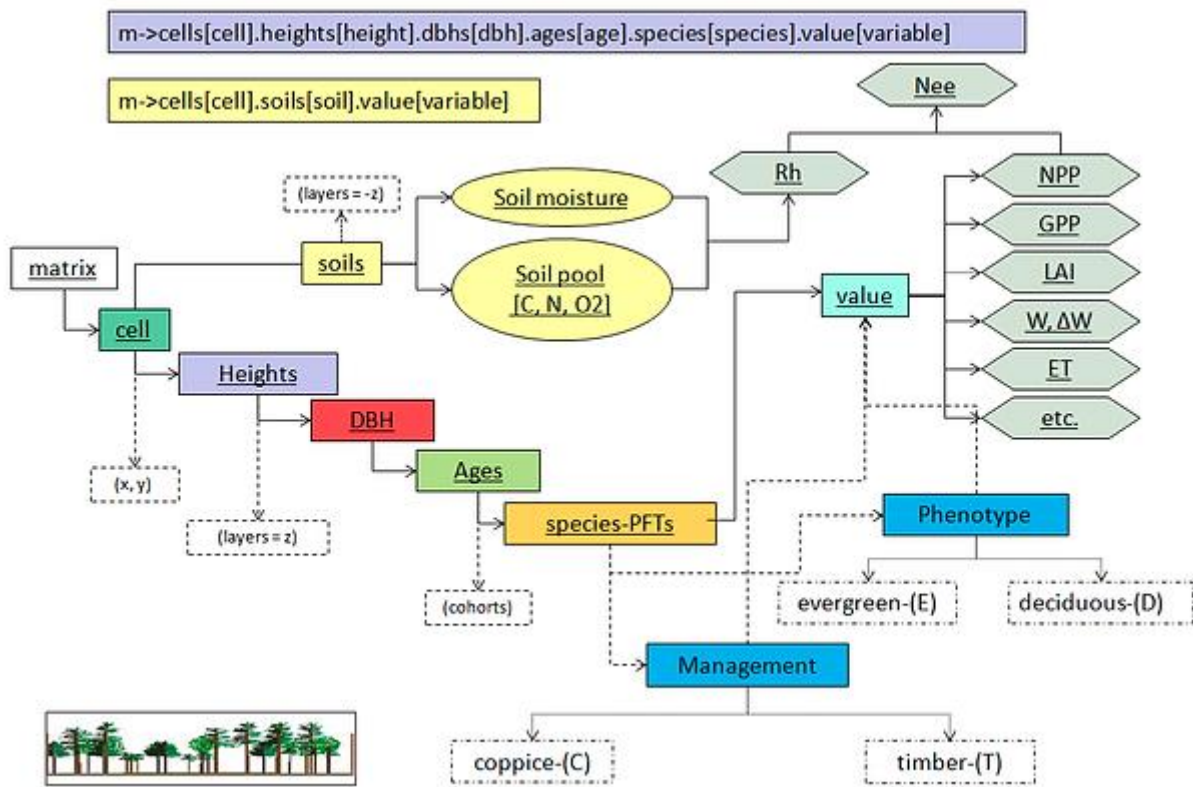 m->cells[cell].heights[height].dbhs[dbh].ages[age].species[species].value[variable]
m->cells[cell].soils[soil].value[variable]
Nee
Rh
NPP
(layers = -z)
Soil moisture
GPP
matrix
soils
Soil pool
[C, N, O2]
LAI
value
cell
W, ΔW
Heights
ET
DBH
etc.
(x, y)
Ages
species-PFTs
Phenotype
(layers = z)
(cohorts)
evergreen-(E)
deciduous-(D)
Management
coppice-(C)
timber-(T)